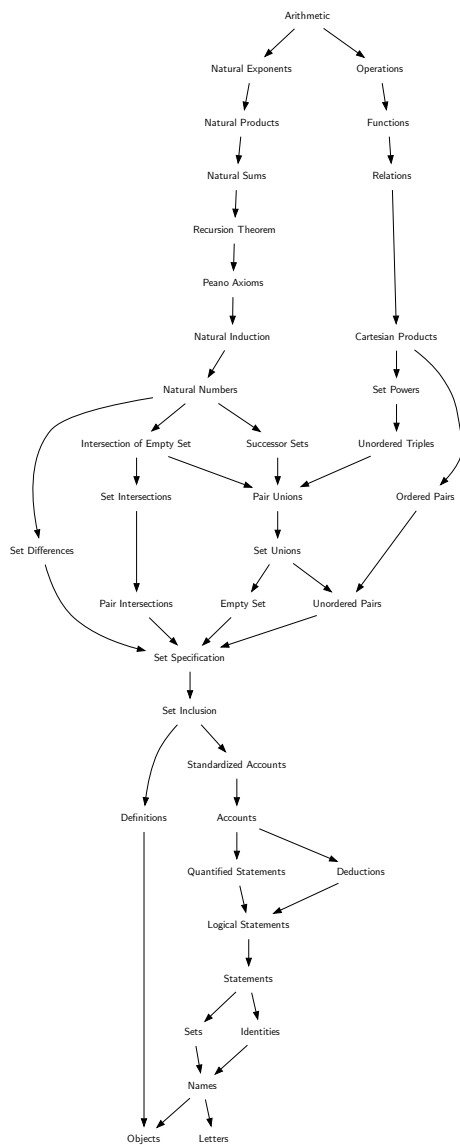 Arithmetic
Natural Exponents
Operations
Natural Products
Functions
Natural Sums
Relations
Recursion Theorem
Peano Axioms
Natural Induction
Cartesian Products
Natural Numbers
Set Powers
Intersection of Empty Set
Successor Sets
Unordered Triples
Set Intersections
Pair Unions
Ordered Pairs
Set Differences
Set Unions
Pair Intersections
Empty Set
Unordered Pairs
Set Specification
Set Inclusion
Standardized Accounts
Definitions
Accounts
Quantified Statements
Deductions
Logical Statements
Statements
Sets
Identities
Names
Objects
Letters